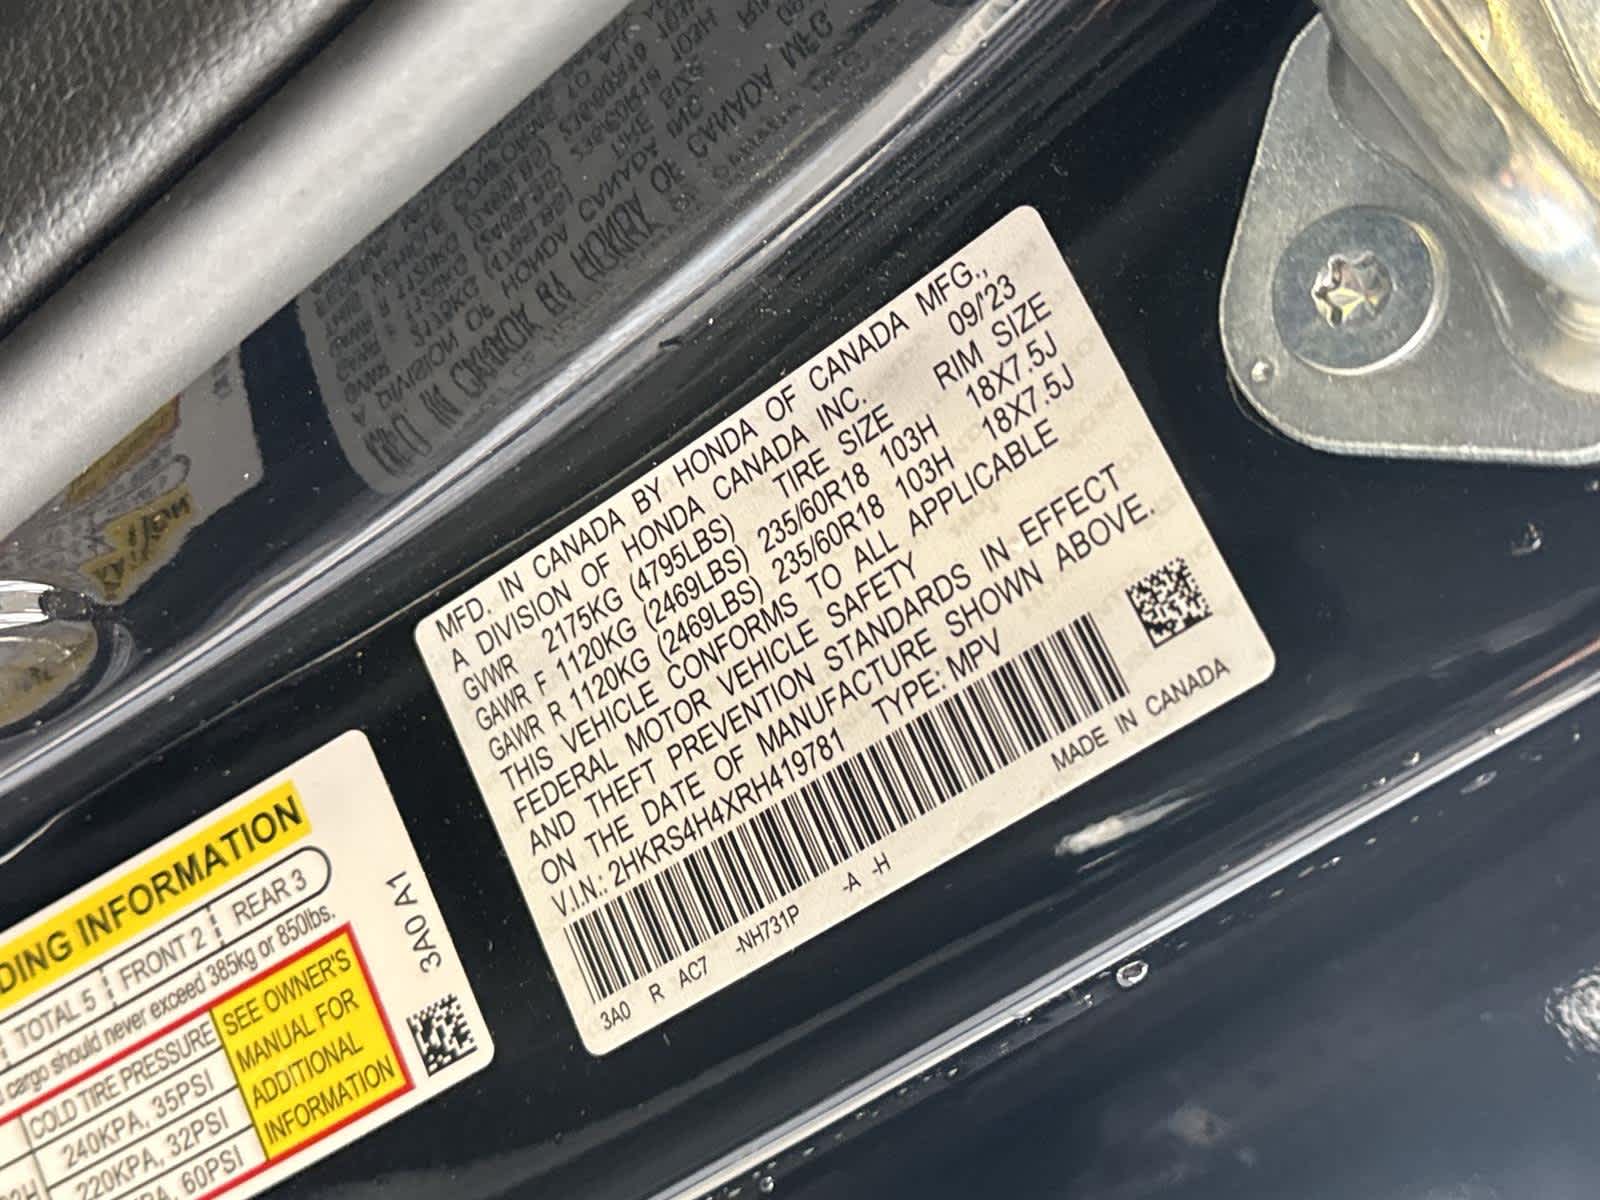 MFD. IN CANADA BY HONDA OF CANADA MFG.,
A DIVISION OF HONDA CANADA INC. 09/'23
GVWR 2175KG (4795LBS) TIRE SIZE RIM SIZE
GAWR F 1120KG (2469LBS) 235/60R18 103H 18X7.5J
GAWR R 1120KG (2469LBS) 235/60R18 103H 18X7.5J
THIS VEHICLE CONFORMS TO ALL APPLICABLE
FEDERAL MOTOR VEHICLE SAFETY
AND THEFT PREVENTION STANDARDS IN EFFECT
ON THE DATE OF MANUFACTURE SHOWN ABOVE.
V.I.N.: 2HKRS4H4XRH419781 TYPE: MPV
3A0 R AC7 -NH731P -A -H MADE IN CANADA
INFORMATION
TOTAL 5 FRONT 2 REAR 3
cargo should never exceed 385kg or 850lbs.
COLD TIRE PRESSURE
240KPA, 35PSI
220KPA, 32PSI
60PSI
SEE OWNER'S
MANUAL FOR
ADDITIONAL
INFORMATION
3A0 A1